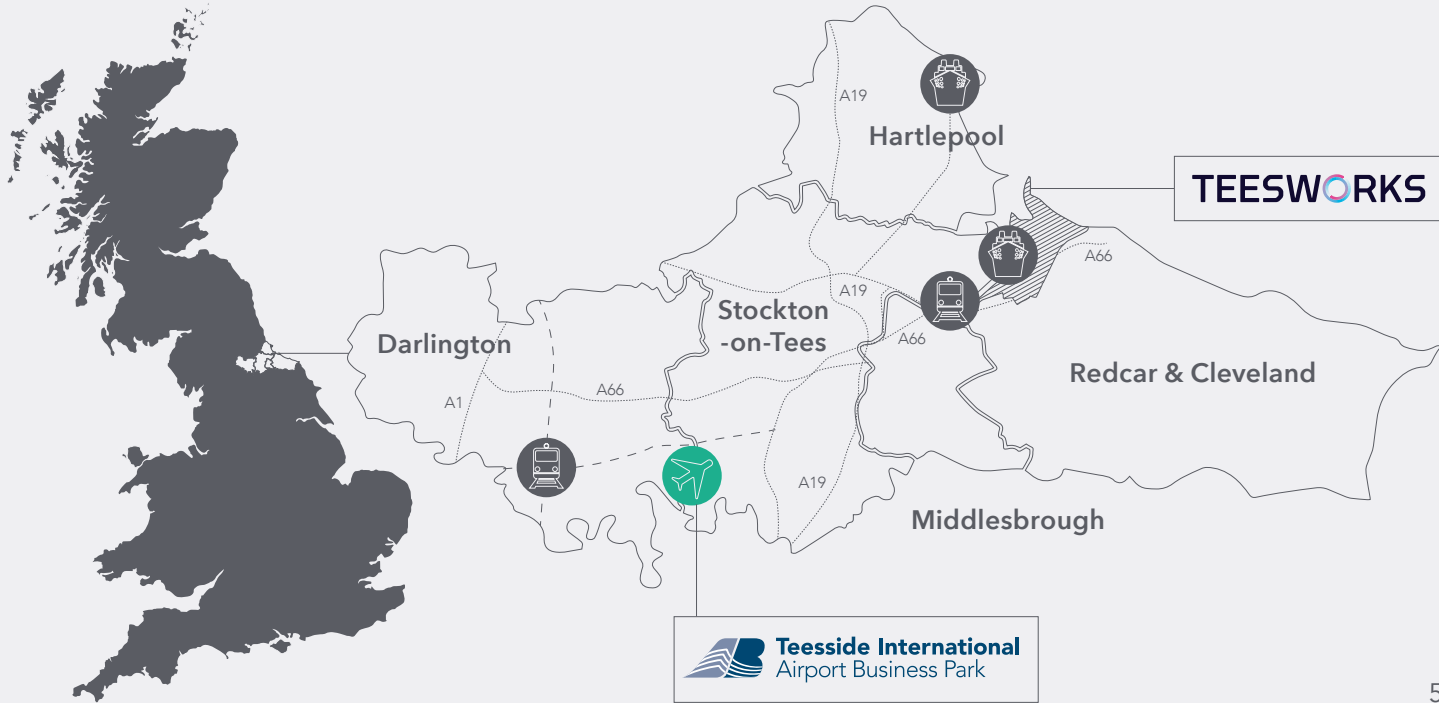 A19
Hartlepool
TEESWORKS
A66
A19
Stockton
-on-Tees
A66
Darlington
Redcar & Cleveland
A66
A1
A19
Middlesbrough
Teesside International
Airport Business Park
5